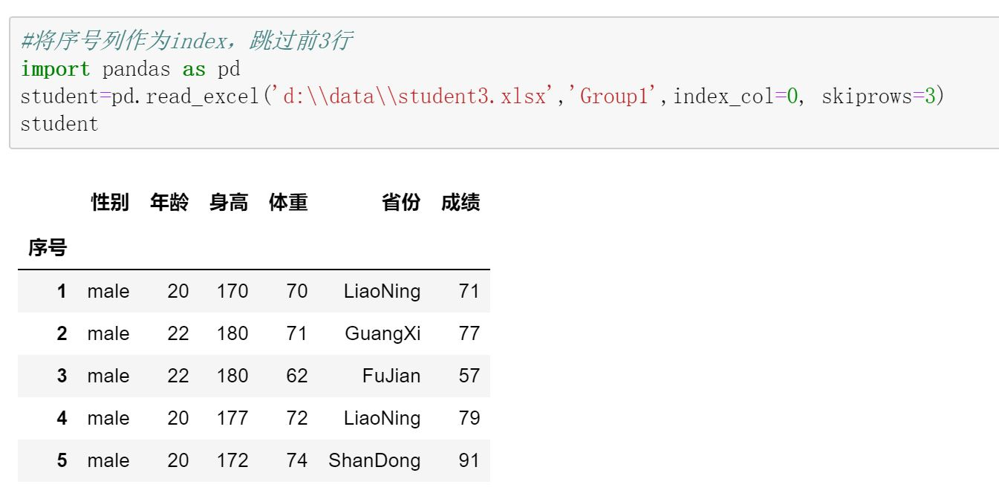 #将序号列作为index，跳过前3行
import pandas as pd
student=pd.read_excel('d:\\data\\student3.xlsx','Group1',index_col=0, skiprows=3)
student
性别 年龄 身高 体重 省份 成绩
序号
1 male 20 170 70 LiaoNing 71
2 male 22 180 71 GuangXi 77
3 male 22 180 62 FuJian 57
4 male 20 177 72 LiaoNing 79
5 male 20 172 74 ShanDong 91